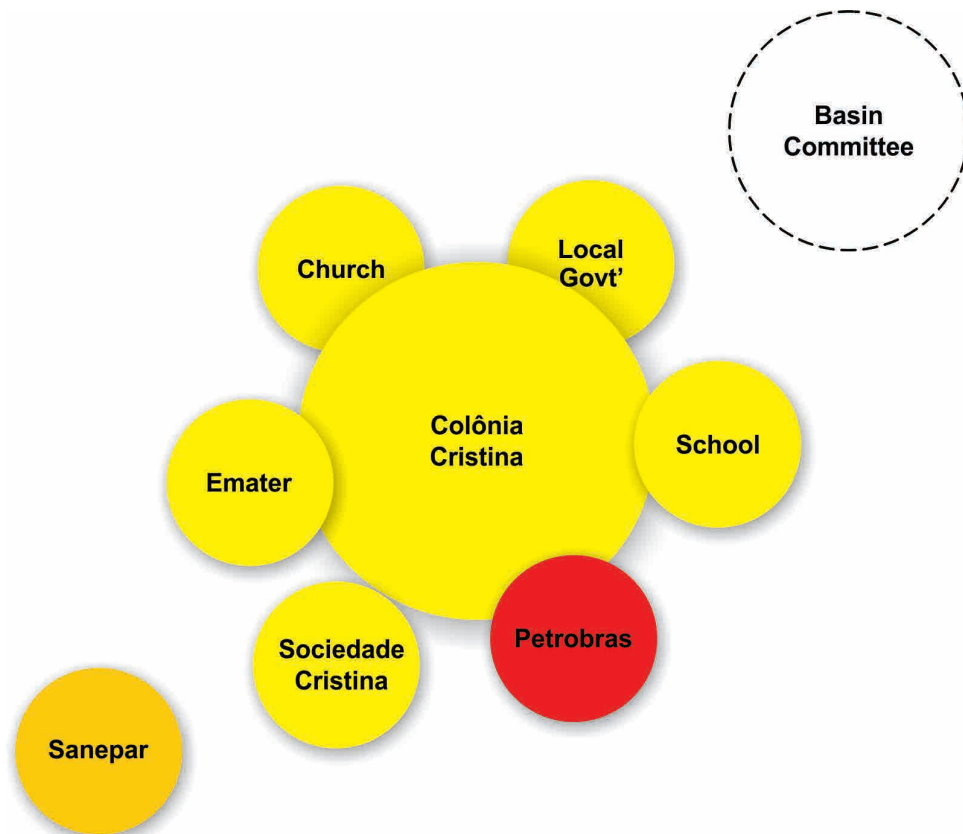 Basin
Committee
Church
Local
Govt'
Colônia
Cristina
School
Emater
Sociedade
Cristina
Petrobras
Sanepar